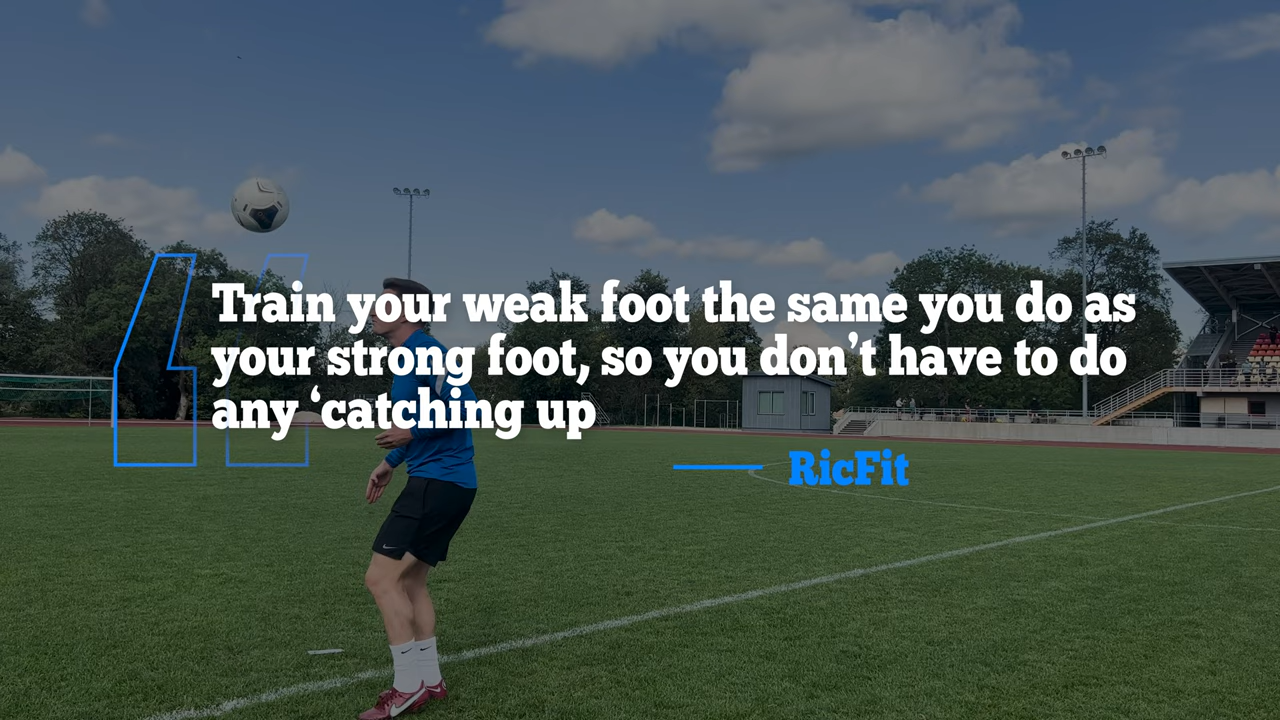 Train your weak foot the same you do as
your strong foot, so you don’t have to do
any ‘catching up
RicFit